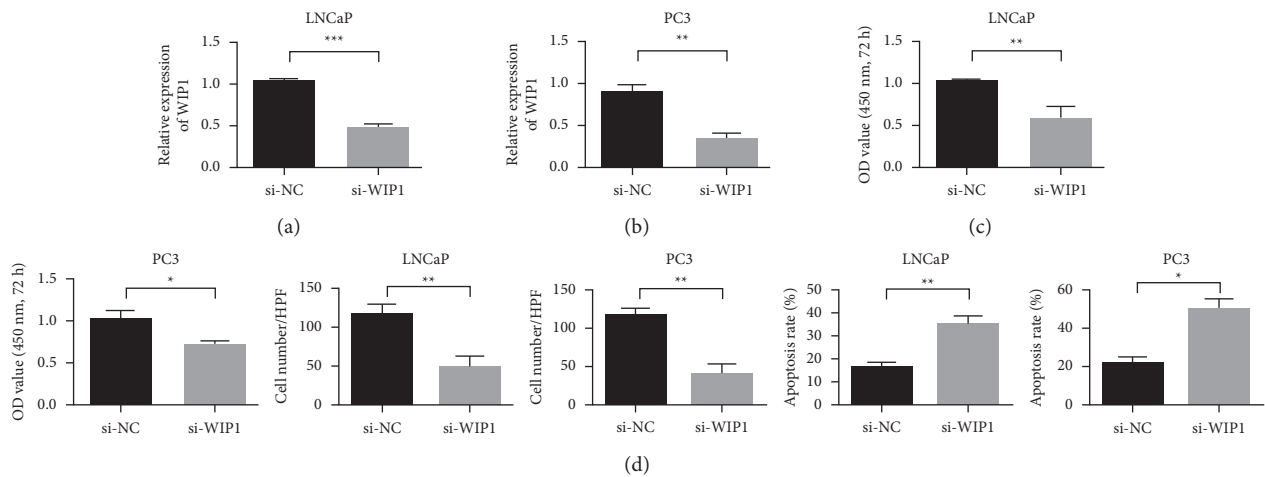 LNCaP
Relative expression
of WIP1
1.5
1.0
0.5
0.0
***
si-NC
si-WIP1
(a)
PC3
Relative expression
of WIP1
1.5
1.0
0.5
0.0
**
si-NC
si-WIP1
(b)
LNCaP
OD value (450 nm, 72 h)
1.5
1.0
0.5
0.0
**
si-NC
si-WIP1
(c)
PC3
OD value (450 nm, 72 h)
1.5
1.0
0.5
0.0
*
si-NC
si-WIP1
LNCaP
Cell number/HPF
150
100
50
0
**
si-NC
si-WIP1
PC3
Cell number/HPF
150
100
50
0
**
si-NC
si-WIP1
LNCaP
Apoptosis rate (%)
50
40
30
20
10
0
**
si-NC
si-WIP1
PC3
Apoptosis rate (%)
60
40
20
0
*
si-NC
si-WIP1
(d)